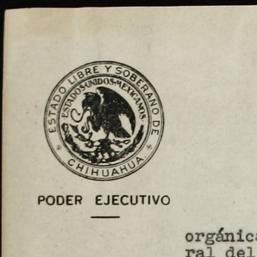 ESTADO LIBRE Y SOBERANO DE
CHIHUAHUA
ESTADOS UNIDOS MEXICANOS
PODER EJECUTIVO
orgánica
ral del